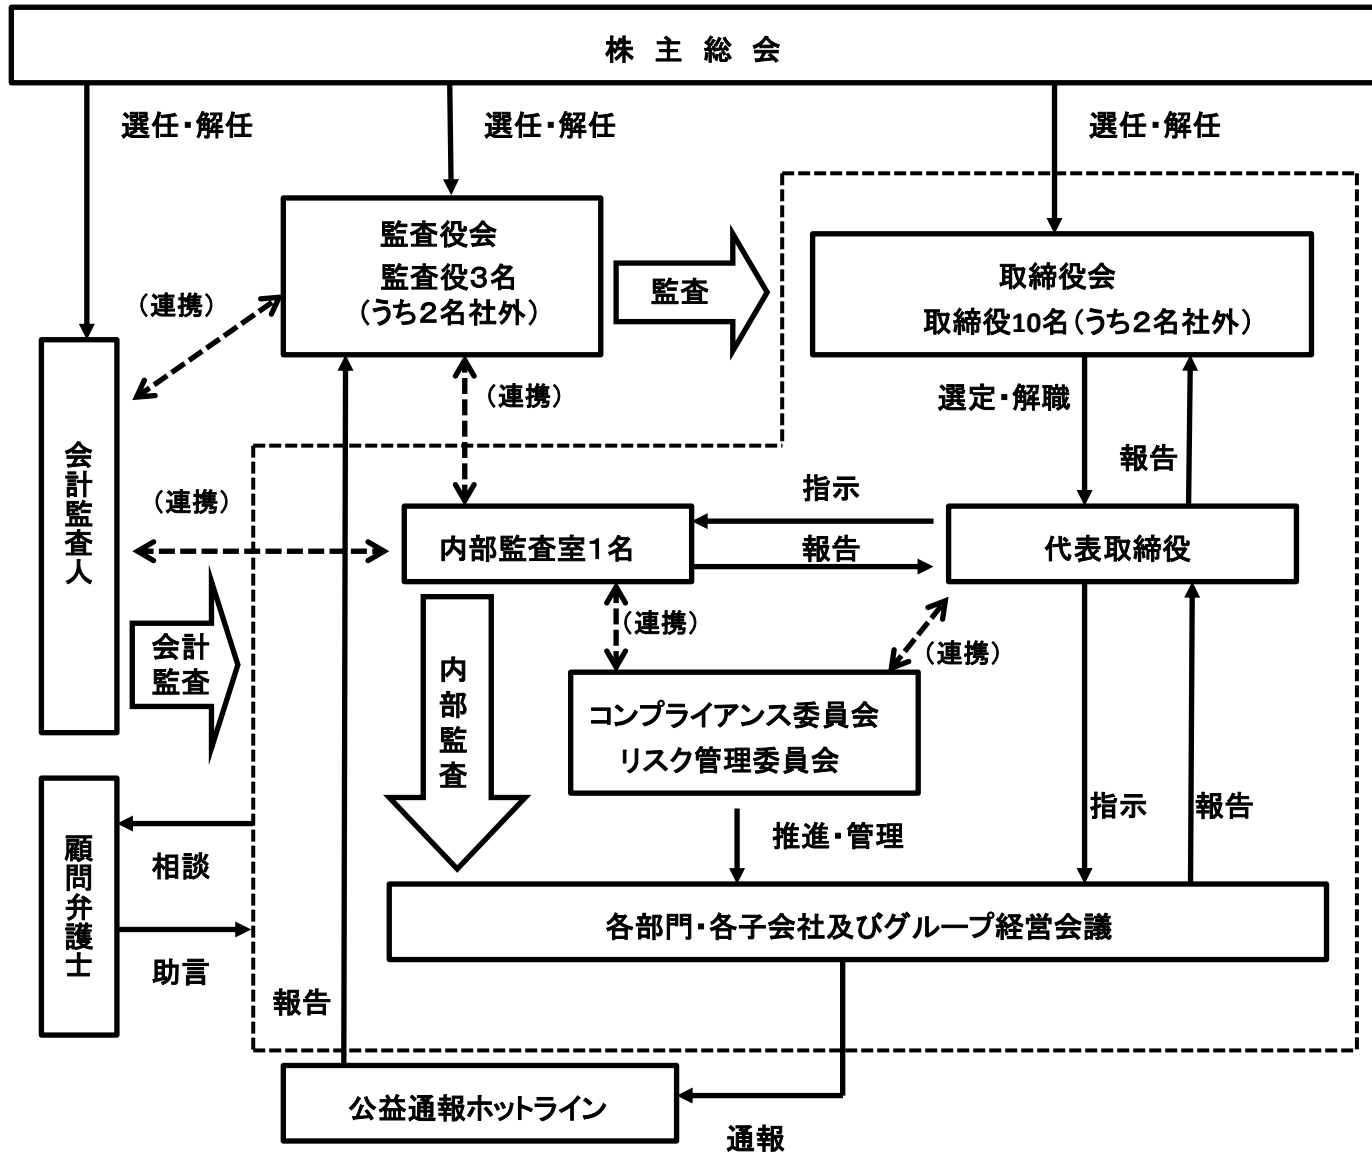 株主総会
選任・解任
選任・解任
選任・解任
監査役会
監査役3名
(うち2名社外)
監査
取締役会
取締役10名(うち2名社外)
(連携)
(連携)
選定・解職
報告
会計監査人
(連携)
内部監査室1名
指示
報告
代表取締役
会計
監査
内部監査
(連携)
(連携)
コンプライアンス委員会
リスク管理委員会
推進・管理
指示
報告
顧問弁護士
相談
助言
各部門・各子会社及びグループ経営会議
報告
公益通報ホットライン
通報